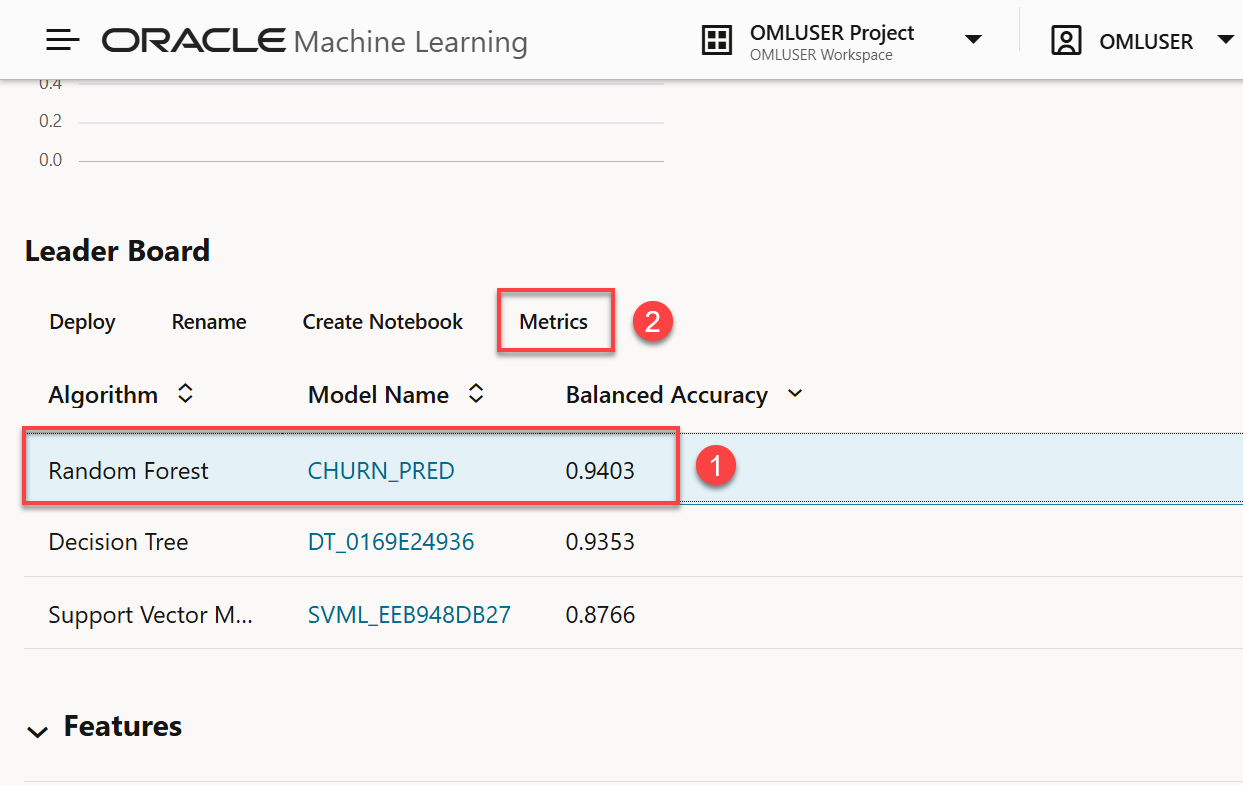 ORACLE Machine Learning
OMLUSER Project
OMLUSER Workspace
OMLUSER
0.4
0.2
0.0
Leader Board
Deploy Rename Create Notebook Metrics 2
Algorithm Model Name Balanced Accuracy
Random Forest CHURN_PRED 0.9403 1
Decision Tree DT_0169E24936 0.9353
Support Vector M... SVML_EEB948DB27 0.8766
Features